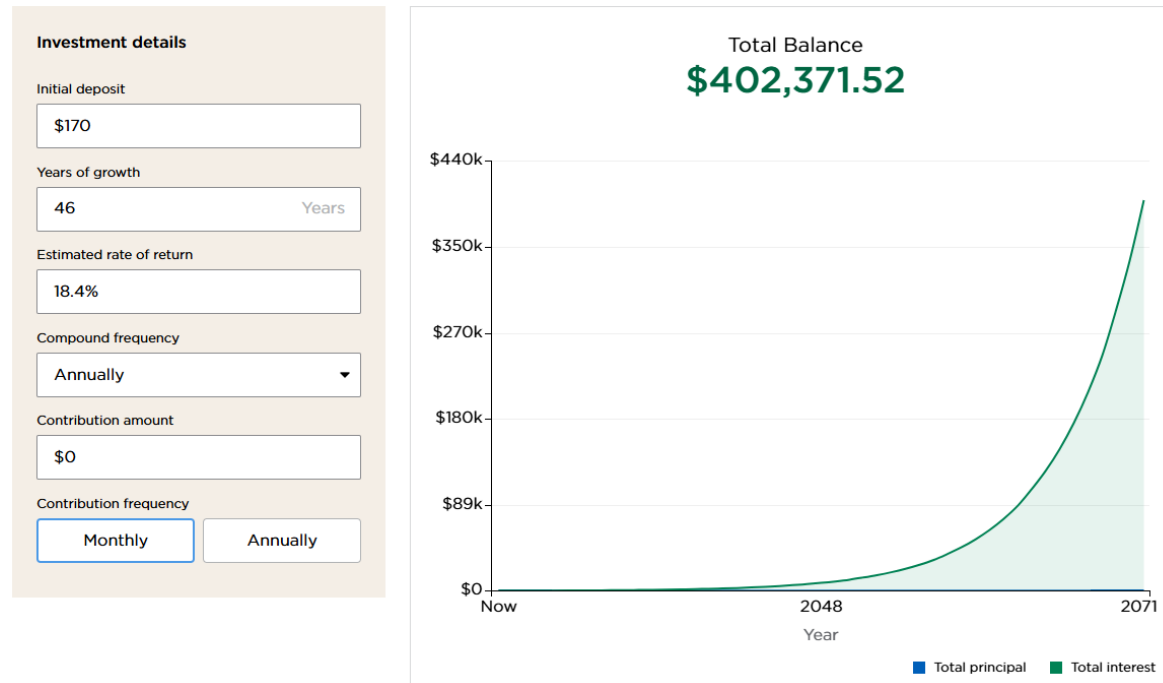 Investment details
Initial deposit
$170
Years of growth
46 Years
Estimated rate of return
18.4%
Compound frequency
Annually
Contribution amount
$0
Contribution frequency
Monthly Annually
Total Balance
$402,371.52
$440k
$350k
$270k
$180k
$89k
$0
Now 2048 2071
Year
Total principal Total interest